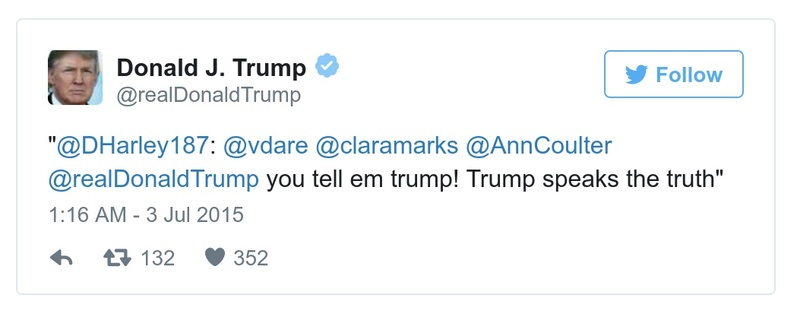 Donald J. Trump
@realDonaldTrump
Follow
"@DHarley187: @vdare @claramarks @AnnCoulter
@realDonaldTrump you tell em trump! Trump speaks the truth"
1:16 AM - 3 Jul 2015
132 352